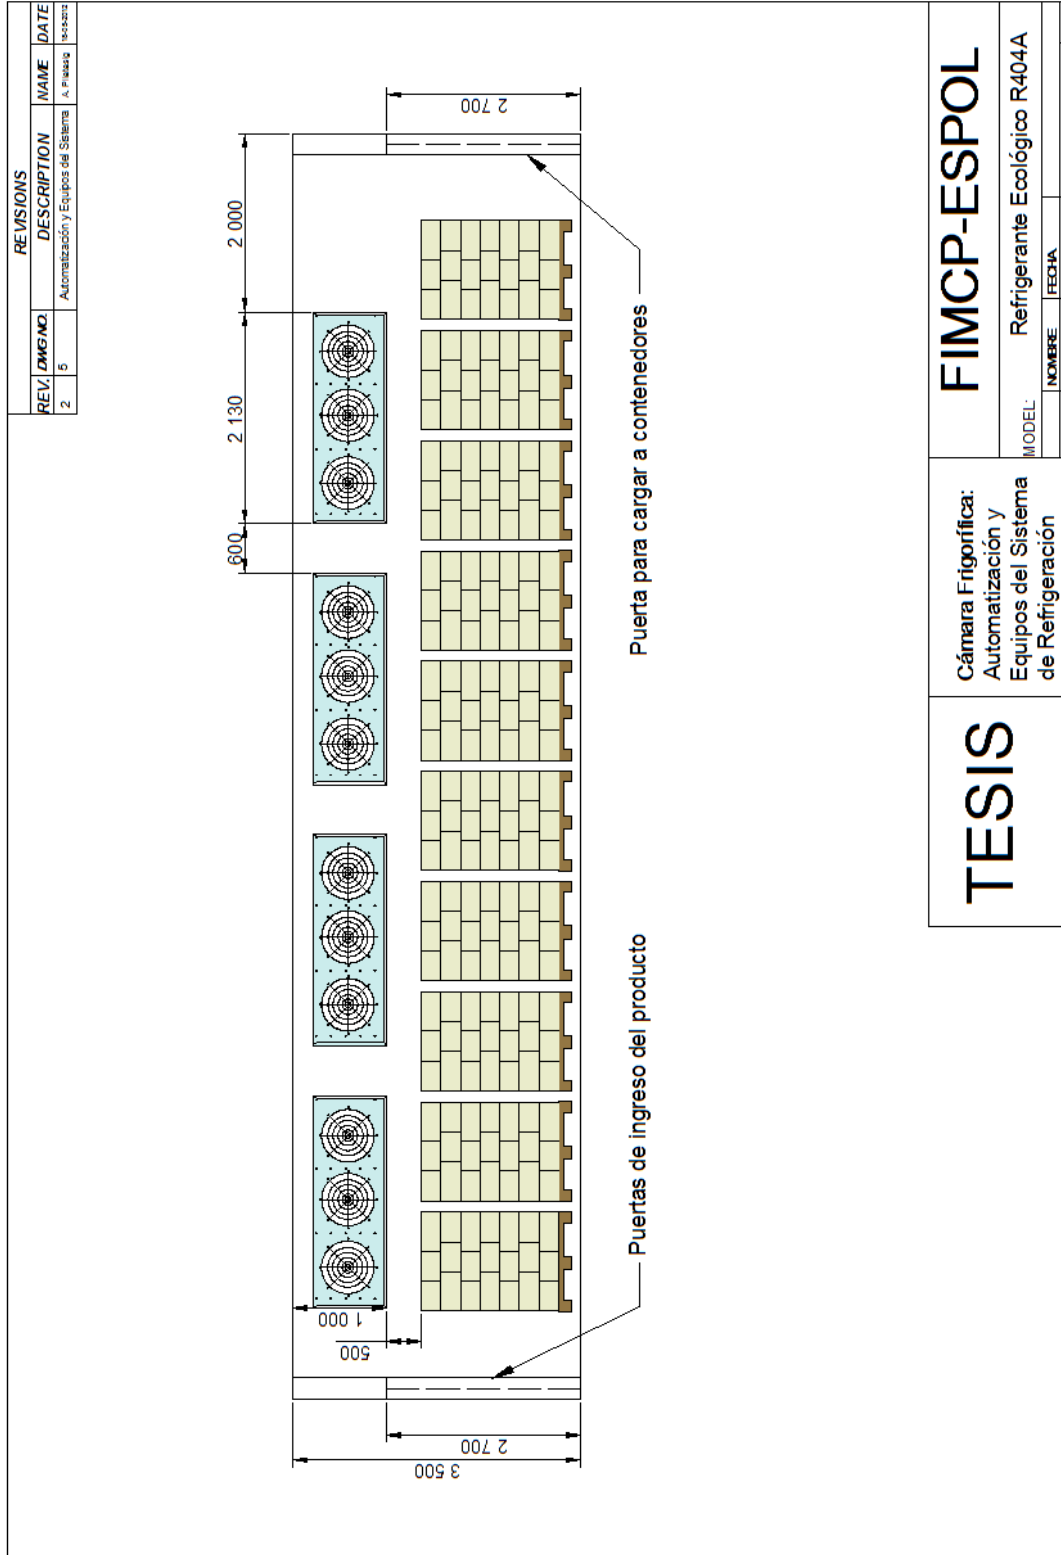 REVISIONS
REV. DWG NO. DESCRIPTION NAME DATE
2 5 Automatización y Equipos del Sistema
2 700
2 000
2 130
600
1 000
500
2 700
3 500
Puerta para cargar a contenedores
Puertas de ingreso del producto
TESIS
Cámara Frigorífica:
Automatización y
Equipos del Sistema
de Refrigeración
FIMCP-ESPOL
MODEL:
Refrigerante Ecológico R404A
NOMBRE FECHA